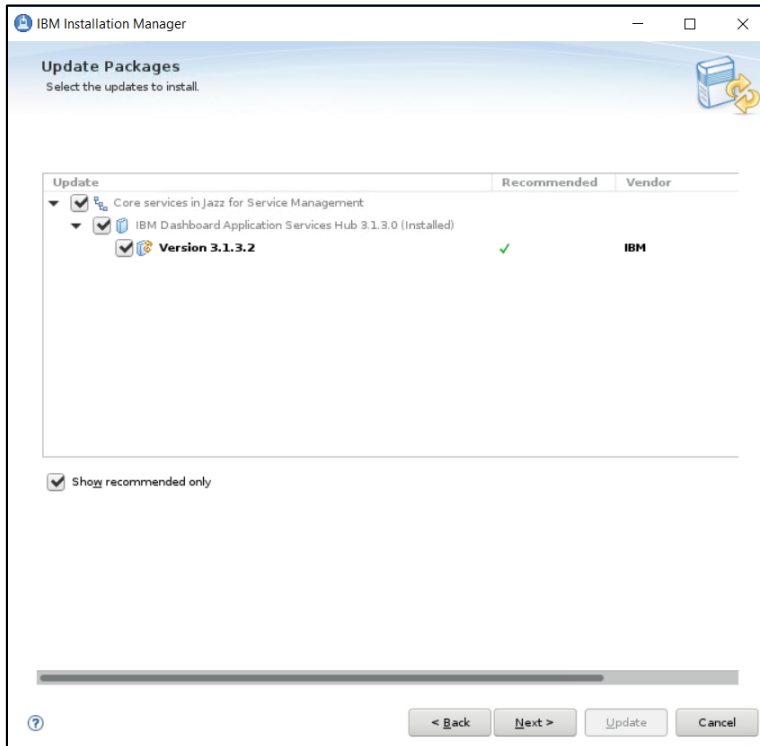 IBM Installation Manager
Update Packages
Select the updates to install.
Update Recommended Vendor
Core services in Jazz for Service Management
IBM Dashboard Application Services Hub 3.1.3.0 (Installed)
Version 3.1.3.2 IBM
Show recommended only
? < Back Next > Update Cancel